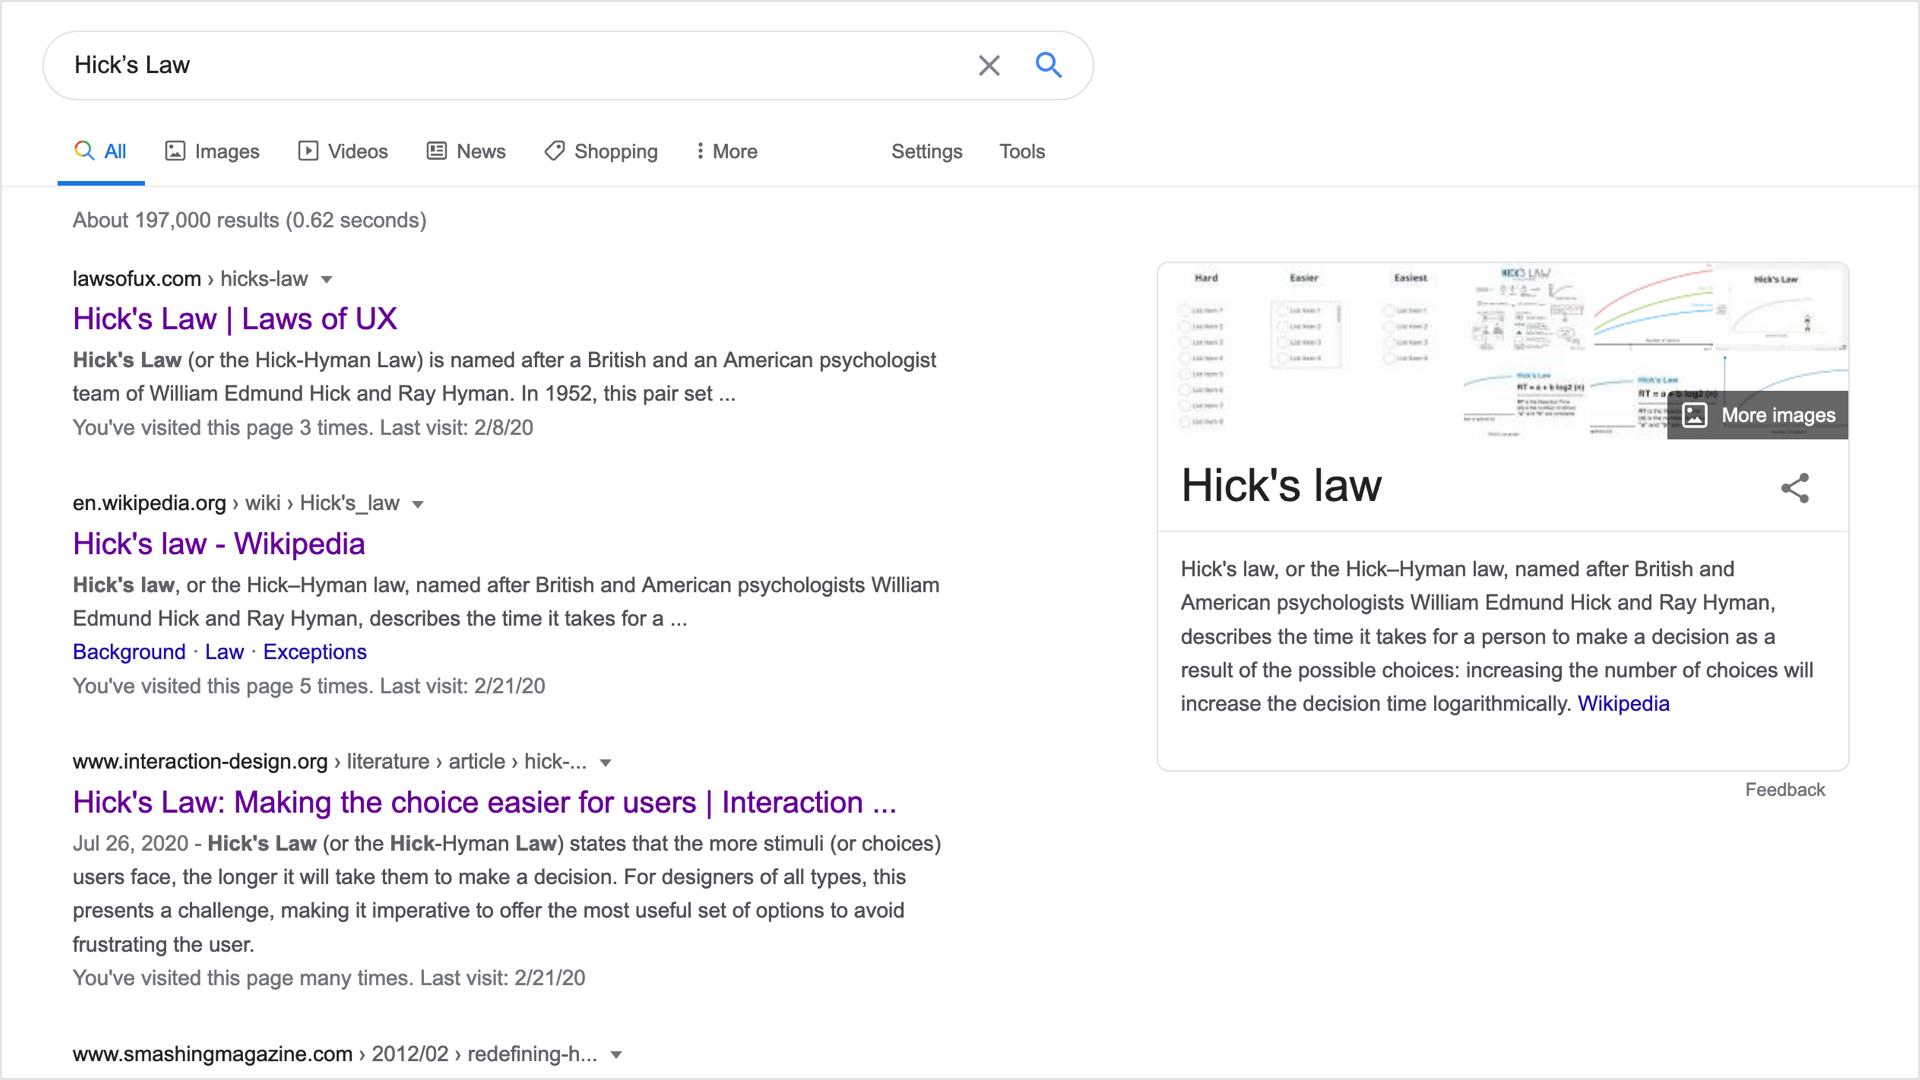 Hick’s Law
All Images Videos News Shopping More Settings Tools
About 197,000 results (0.62 seconds)
lawsofux.com › hicks-law
Hick's Law | Laws of UX
Hick's Law (or the Hick-Hyman Law) is named after a British and an American psychologist
team of William Edmund Hick and Ray Hyman. In 1952, this pair set ...
You've visited this page 3 times. Last visit: 2/8/20
en.wikipedia.org › wiki › Hick's_law
Hick's law - Wikipedia
Hick's law, or the Hick–Hyman law, named after British and American psychologists William
Edmund Hick and Ray Hyman, describes the time it takes for a ...
Background · Law · Exceptions
You've visited this page 5 times. Last visit: 2/21/20
www.interaction-design.org › literature › article › hick-...
Hick's Law: Making the choice easier for users | Interaction ...
Jul 26, 2020 - Hick's Law (or the Hick-Hyman Law) states that the more stimuli (or choices)
users face, the longer it will take them to make a decision. For designers of all types, this
presents a challenge, making it imperative to offer the most useful set of options to avoid
frustrating the user.
You've visited this page many times. Last visit: 2/21/20
www.smashingmagazine.com › 2012/02 › redefining-h...
Hard
Easier
Easiest
HICK'S LAW
Hick's Law
Hick's Law
RT = a + b log2 (n)
Hick's Law
More images
Hick's law
Hick's law, or the Hick–Hyman law, named after British and
American psychologists William Edmund Hick and Ray Hyman,
describes the time it takes for a person to make a decision as a
result of the possible choices: increasing the number of choices will
increase the decision time logarithmically. Wikipedia
Feedback